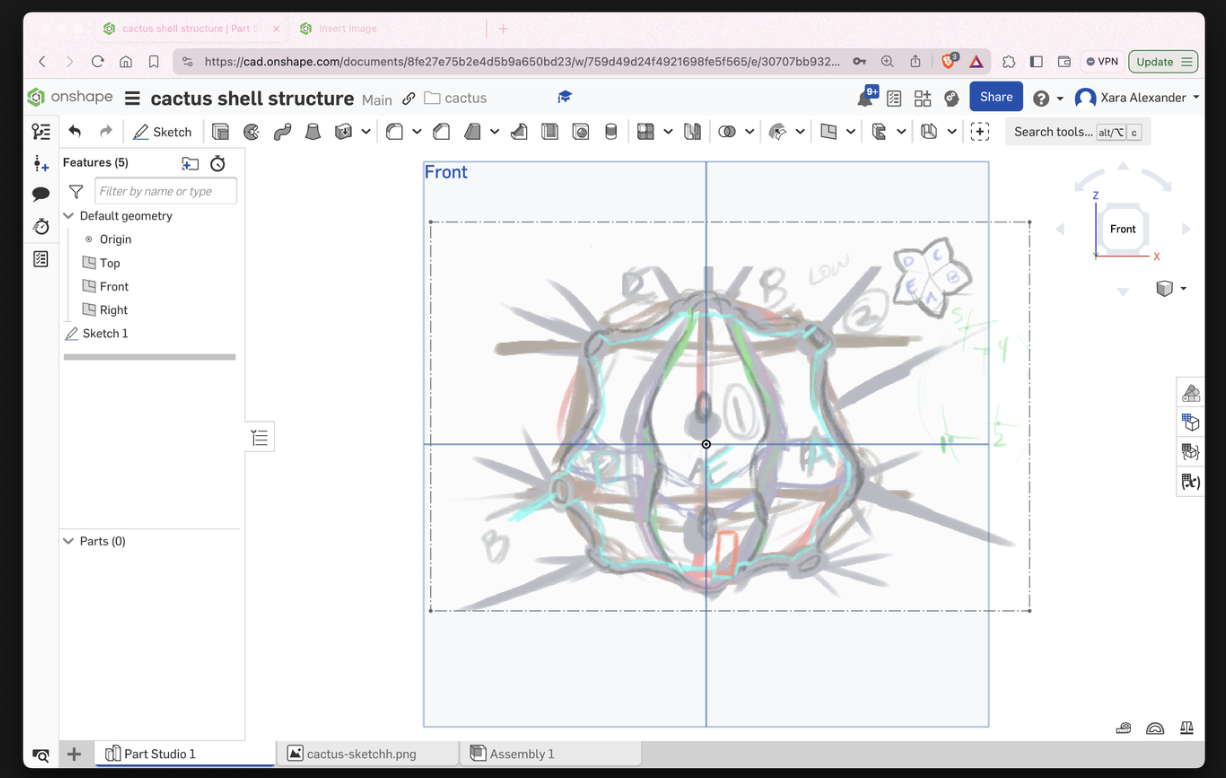 cactus shell structure | Part S
Insert Image
https://cad.onshape.com/documents/8fe27e75b2e4d5b9a650bd23/w/759d49d24f4921698fe5f565/e/30707bb932...
3
VPN
Update
onshape
cactus shell structure
Main
cactus
9+
Share
Xara Alexander
Sketch
Search tools...
alt/⌥
c
Features (5)
Filter by name or type
Default geometry
Origin
Top
Front
Right
Sketch 1
Parts (0)
Front
Z
Front
X
D
B
LOW
2
D
C
B
A
E
1
D
A
E
A
B
5
4
2
Part Studio 1
cactus-sketchh.png
Assembly 1